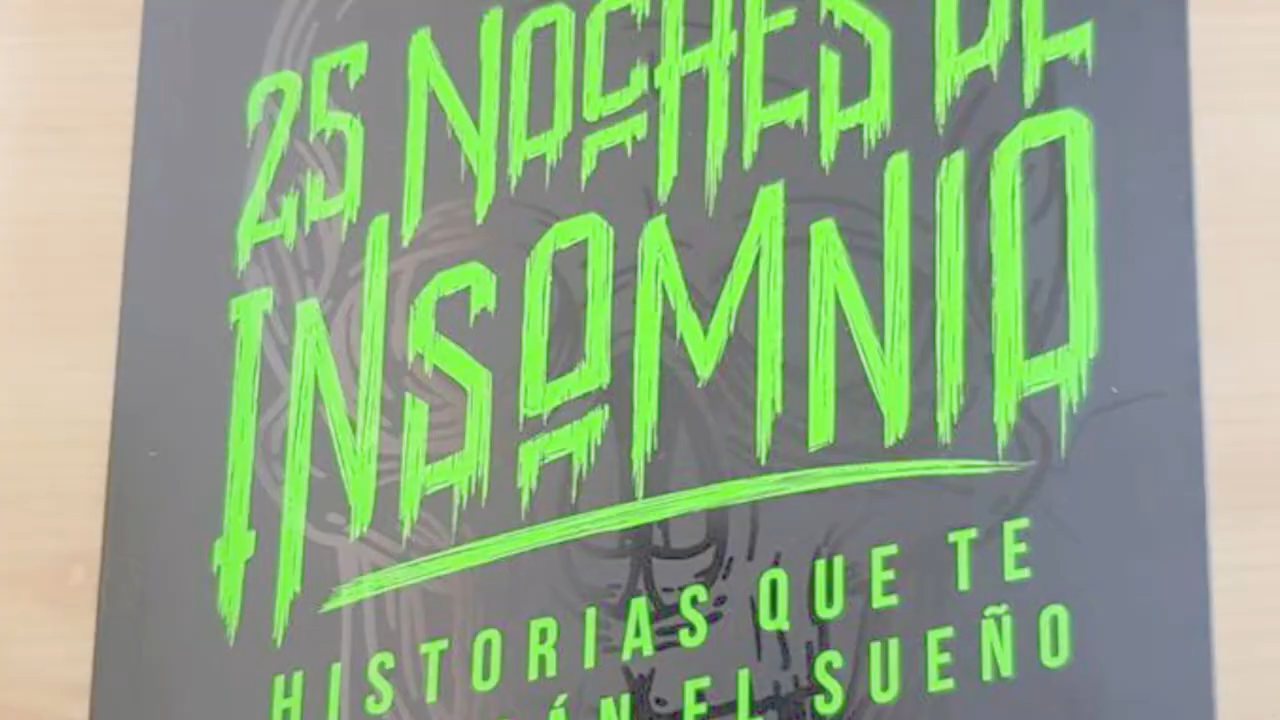 25 NOCHES DE
INSOMNIO
HISTORIAS QUE TE
EL SUEÑO